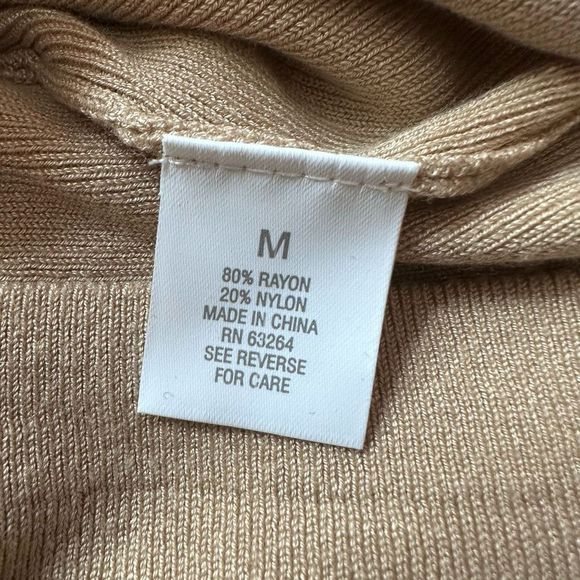 M
80% RAYON
20% NYLON
MADE IN CHINA
RN 63264
SEE REVERSE
FOR CARE